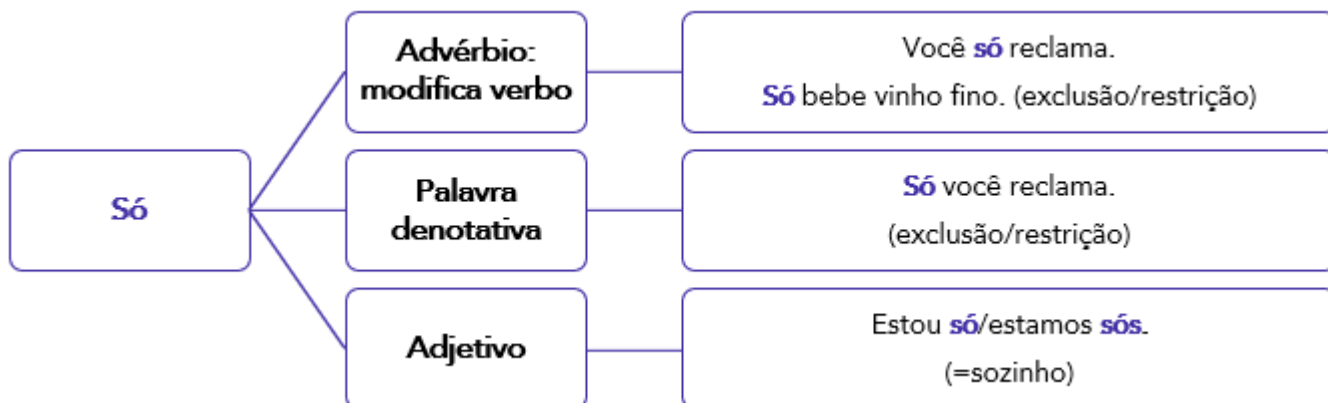 Só
Advérbio:
modifica verbo
Você só reclama.
Só bebe vinho fino. (exclusão/restrição)
Palavra
denotativa
Só você reclama.
(exclusão/restrição)
Adjetivo
Estou só/estamos sós.
(=sozinho)